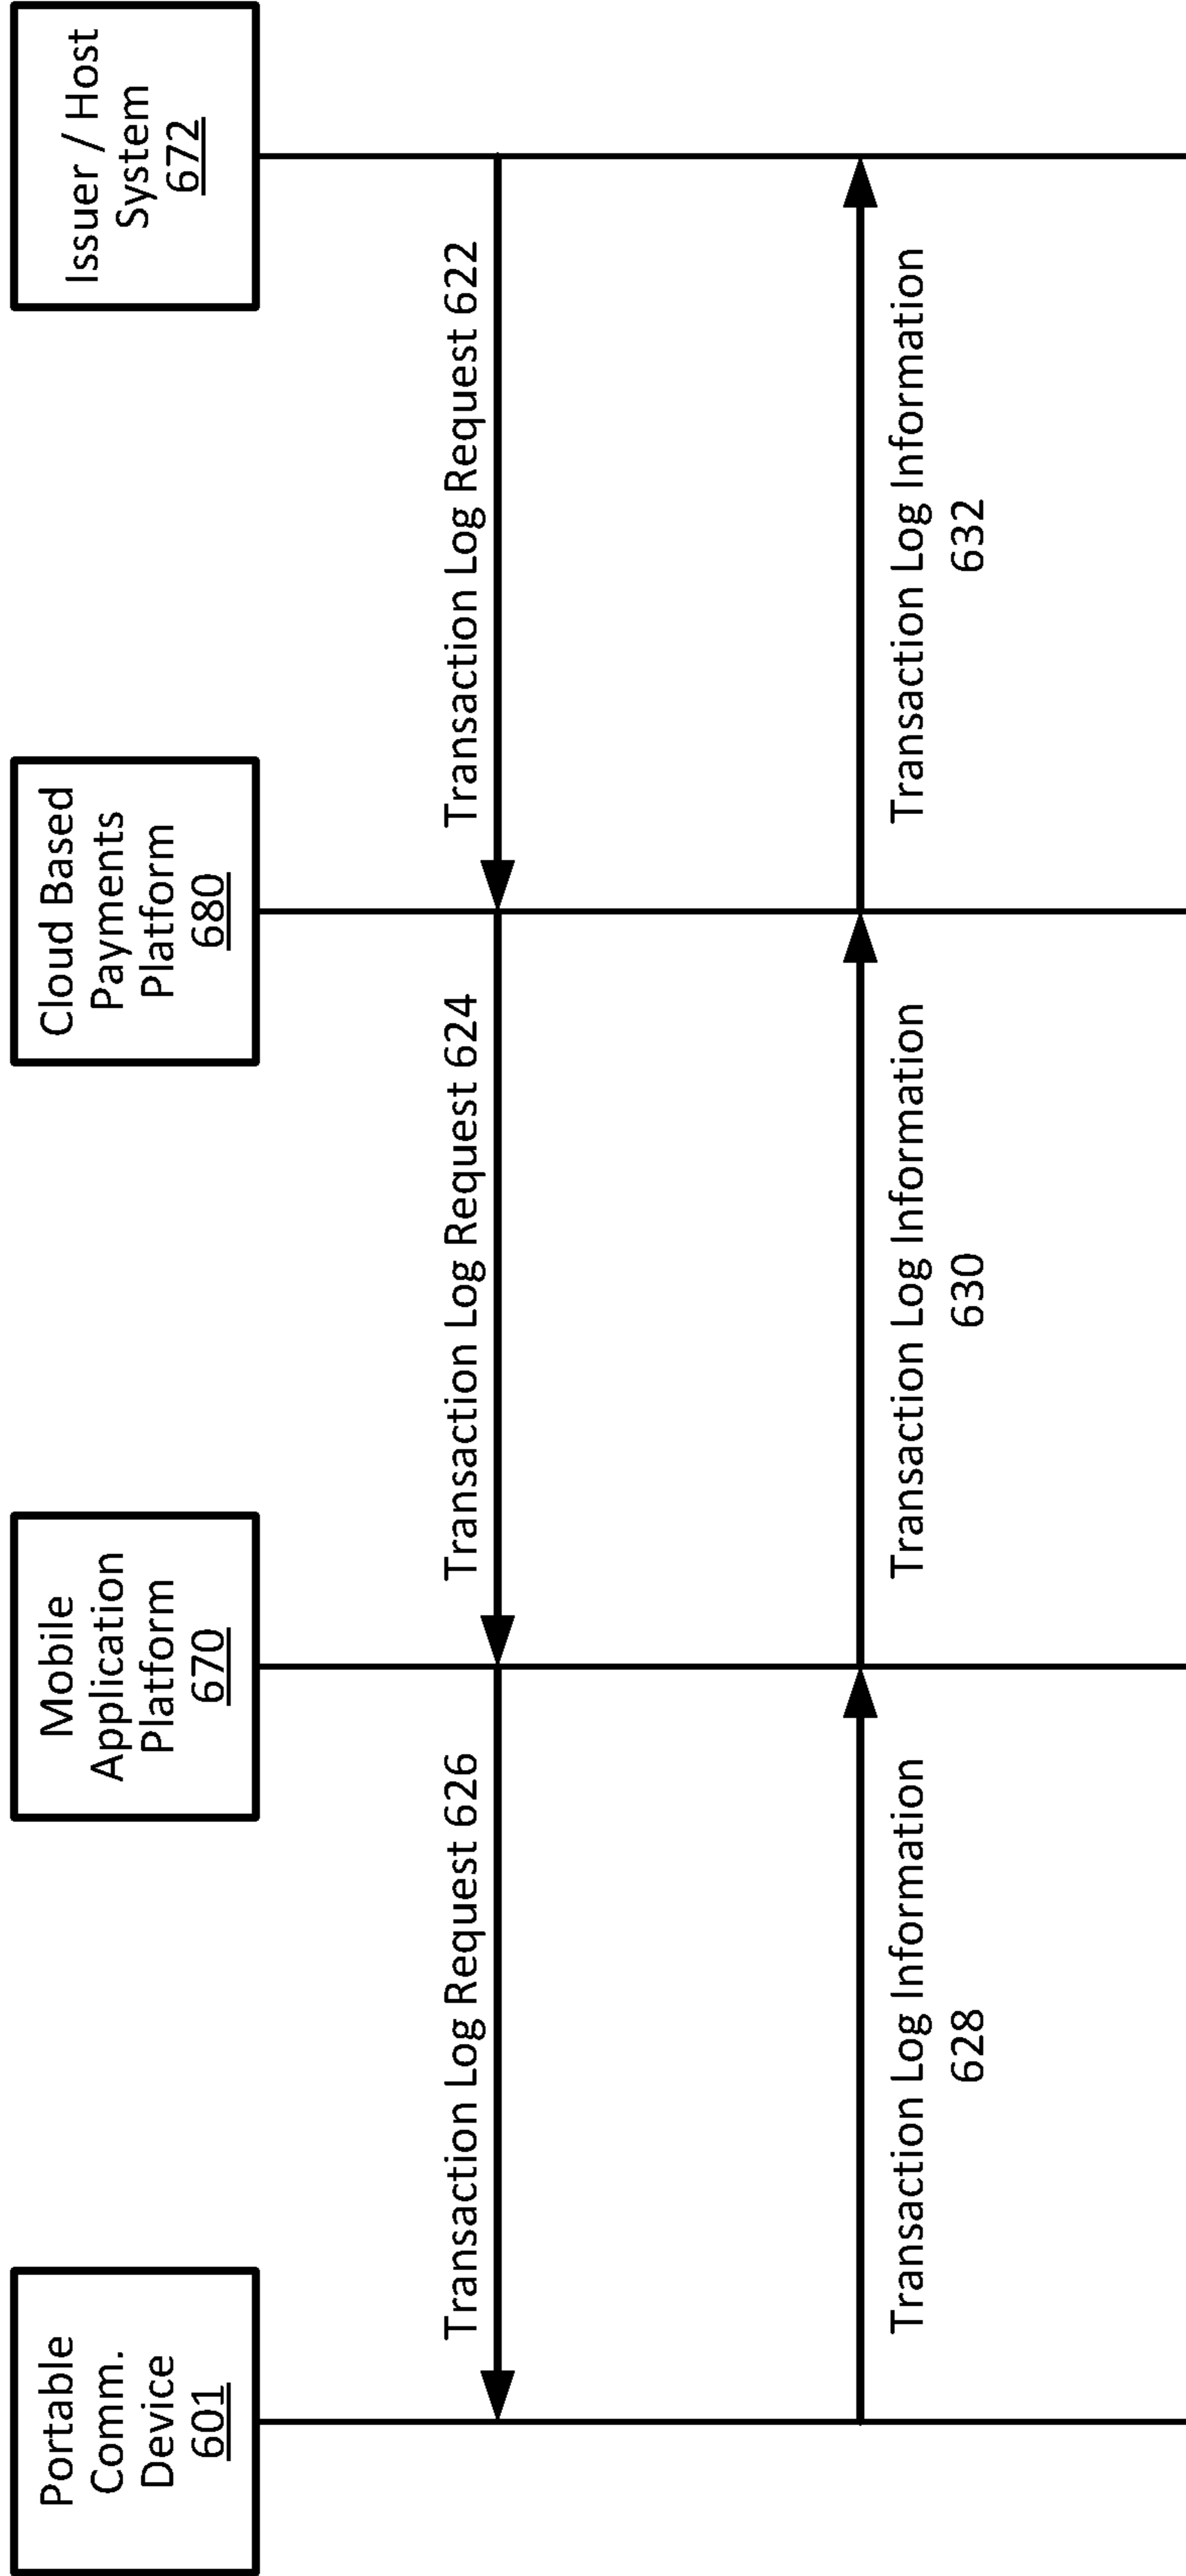 Portable
Comm.
Device
601
Mobile
Application
Platform
670
Cloud Based
Payments
Platform
680
Issuer / Host
System
672
Transaction Log Request 626
Transaction Log Request 624
Transaction Log Request 622
Transaction Log Information
628
Transaction Log Information
630
Transaction Log Information
632